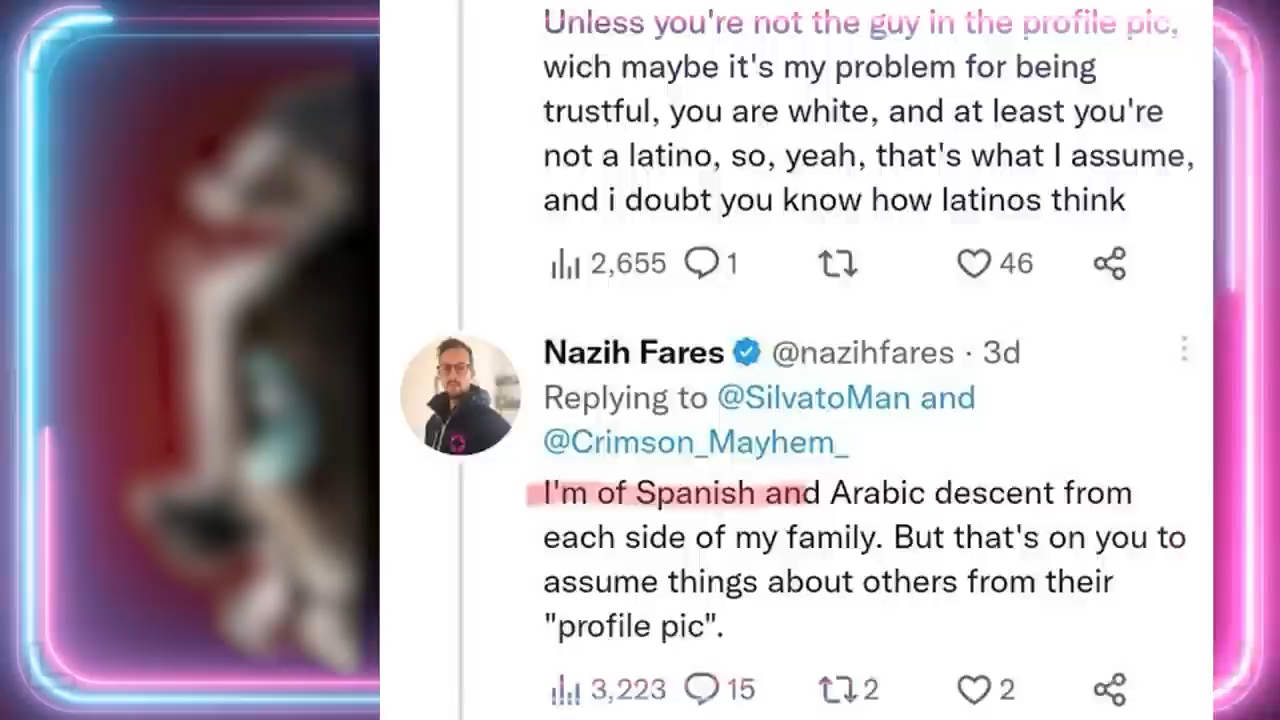 Unless you're not the guy in the profile pic,
wich maybe it's my problem for being
trustful, you are white, and at least you're
not a latino, so, yeah, that's what I assume,
and i doubt you know how latinos think
2,655 1 46
Nazih Fares @nazihfares · 3d
Replying to @SilvatoMan and
@Crimson_Mayhem_
I'm of Spanish and Arabic descent from
each side of my family. But that's on you to
assume things about others from their
"profile pic".
3,223 15 2 2